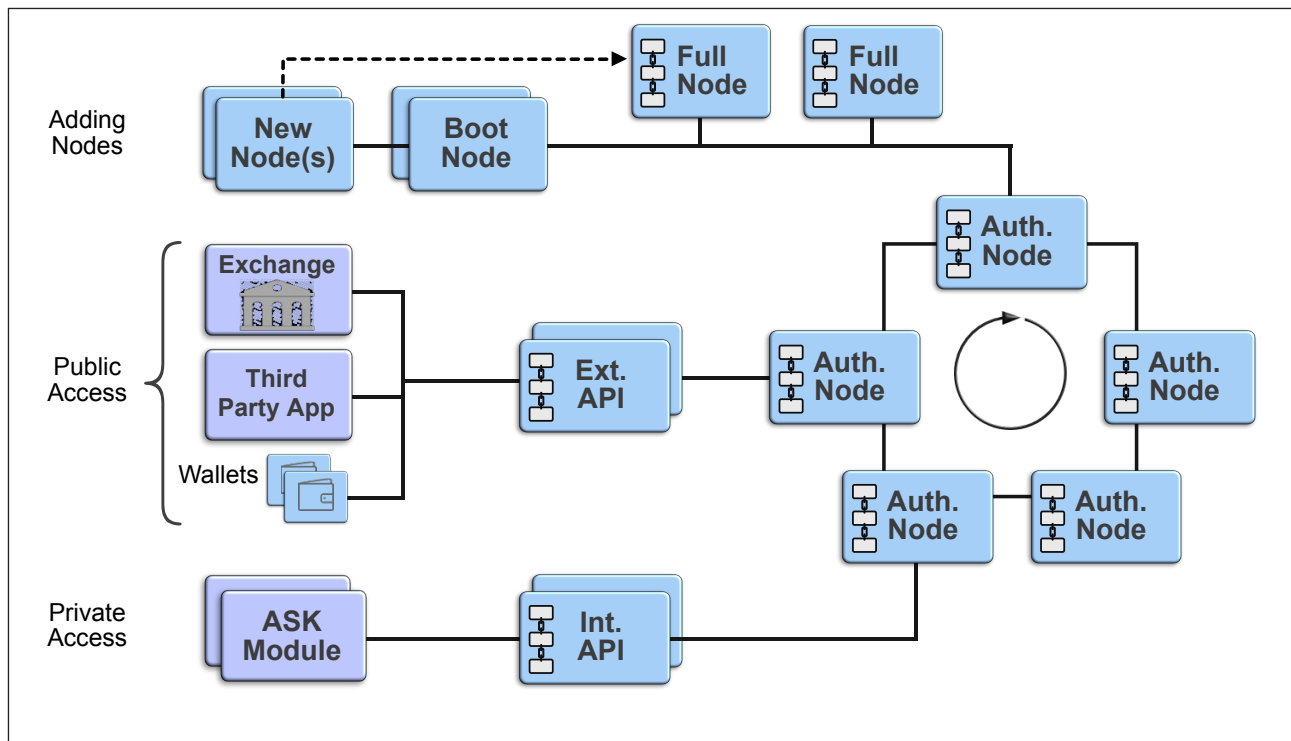 Full
Node
Full
Node
Adding
Nodes
New
Node(s)
Boot
Node
Auth.
Node
Public
Access
Exchange
Third
Party App
Wallets
Ext.
API
Auth.
Node
Auth.
Node
Auth.
Node
Auth.
Node
Private
Access
ASK
Module
Int.
API